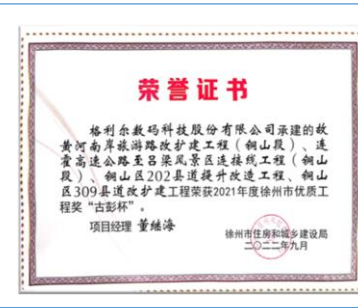 荣誉证书
格利尔数码科技股份有限公司承建的故
黄河南岸旅游路改扩建工程（铜山段）、连
霍高速公路至吕梁风景区连接线工程（铜山
段）、铜山区202县道提升改造工程、铜山
区309县道改扩建工程荣获2021年度徐州市优质工
程奖“古彭杯”。
项目经理 董继海
徐州市住房和城乡建设局
二〇二二年九月